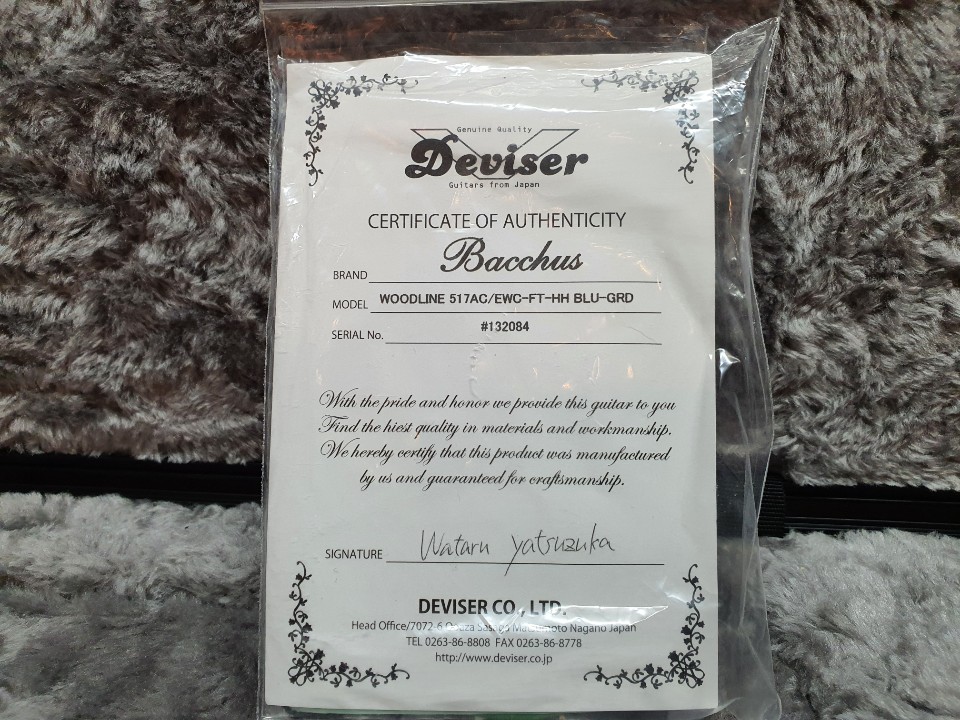 Genuine Quality
Deviser
Guitars from Japan
CERTIFICATE OF AUTHENTICITY
BRAND Bacchus
MODEL WOODLINE 517AC/EWC-FT-HH BLU-GRD
SERIAL No. #132084
With the pride and honor we provide this guitar to you
Find the hiest quality in materials and workmanship.
We hereby certify that this product was manufactured
by us and guaranteed for craftsmanship.
SIGNATURE Wataru Yatsuzuka
DEVISER CO., LTD.
Head Office/7072-6 Nagano Japan
TEL 0263-86-8808 FAX 0263-86-8778
http://www.deviser.co.jp